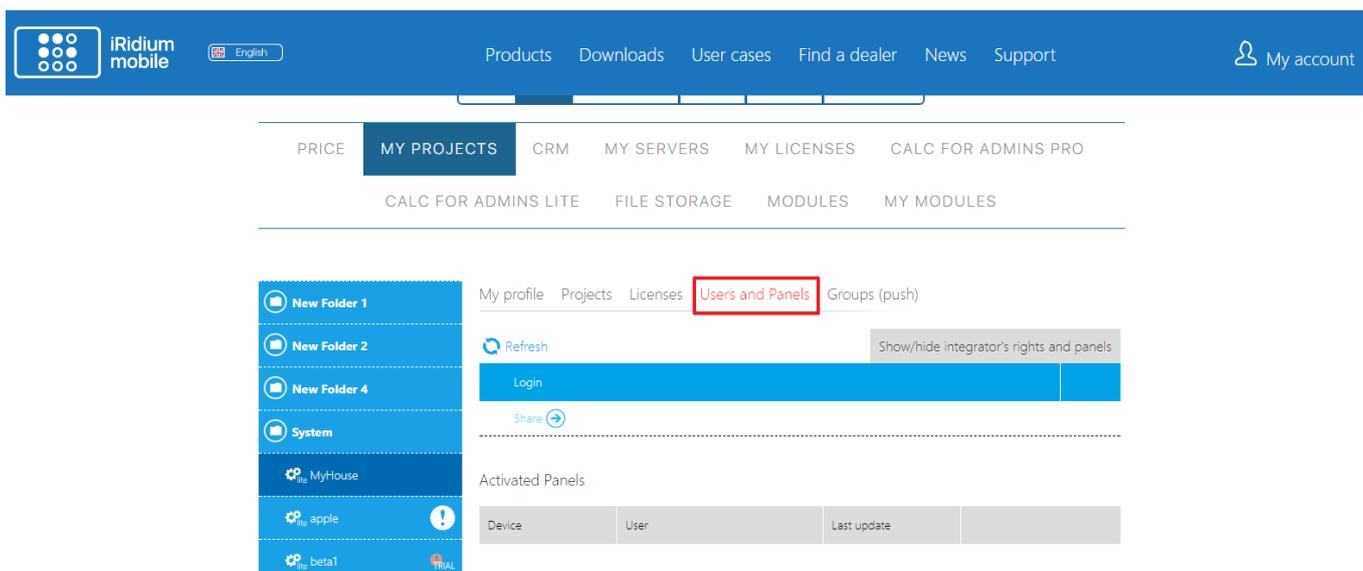 iRidium
mobile
English
Products Downloads User cases Find a dealer News Support
My account
PRICE MY PROJECTS CRM MY SERVERS MY LICENSES CALC FOR ADMINS PRO
CALC FOR ADMINS LITE FILE STORAGE MODULES MY MODULES
New Folder 1
New Folder 2
New Folder 4
System
lite MyHouse
lite apple
lite beta1
TRIAL
My profile Projects Licenses Users and Panels Groups (push)
Refresh
Show/hide integrator's rights and panels
Login
Share
Activated Panels
Device User Last update